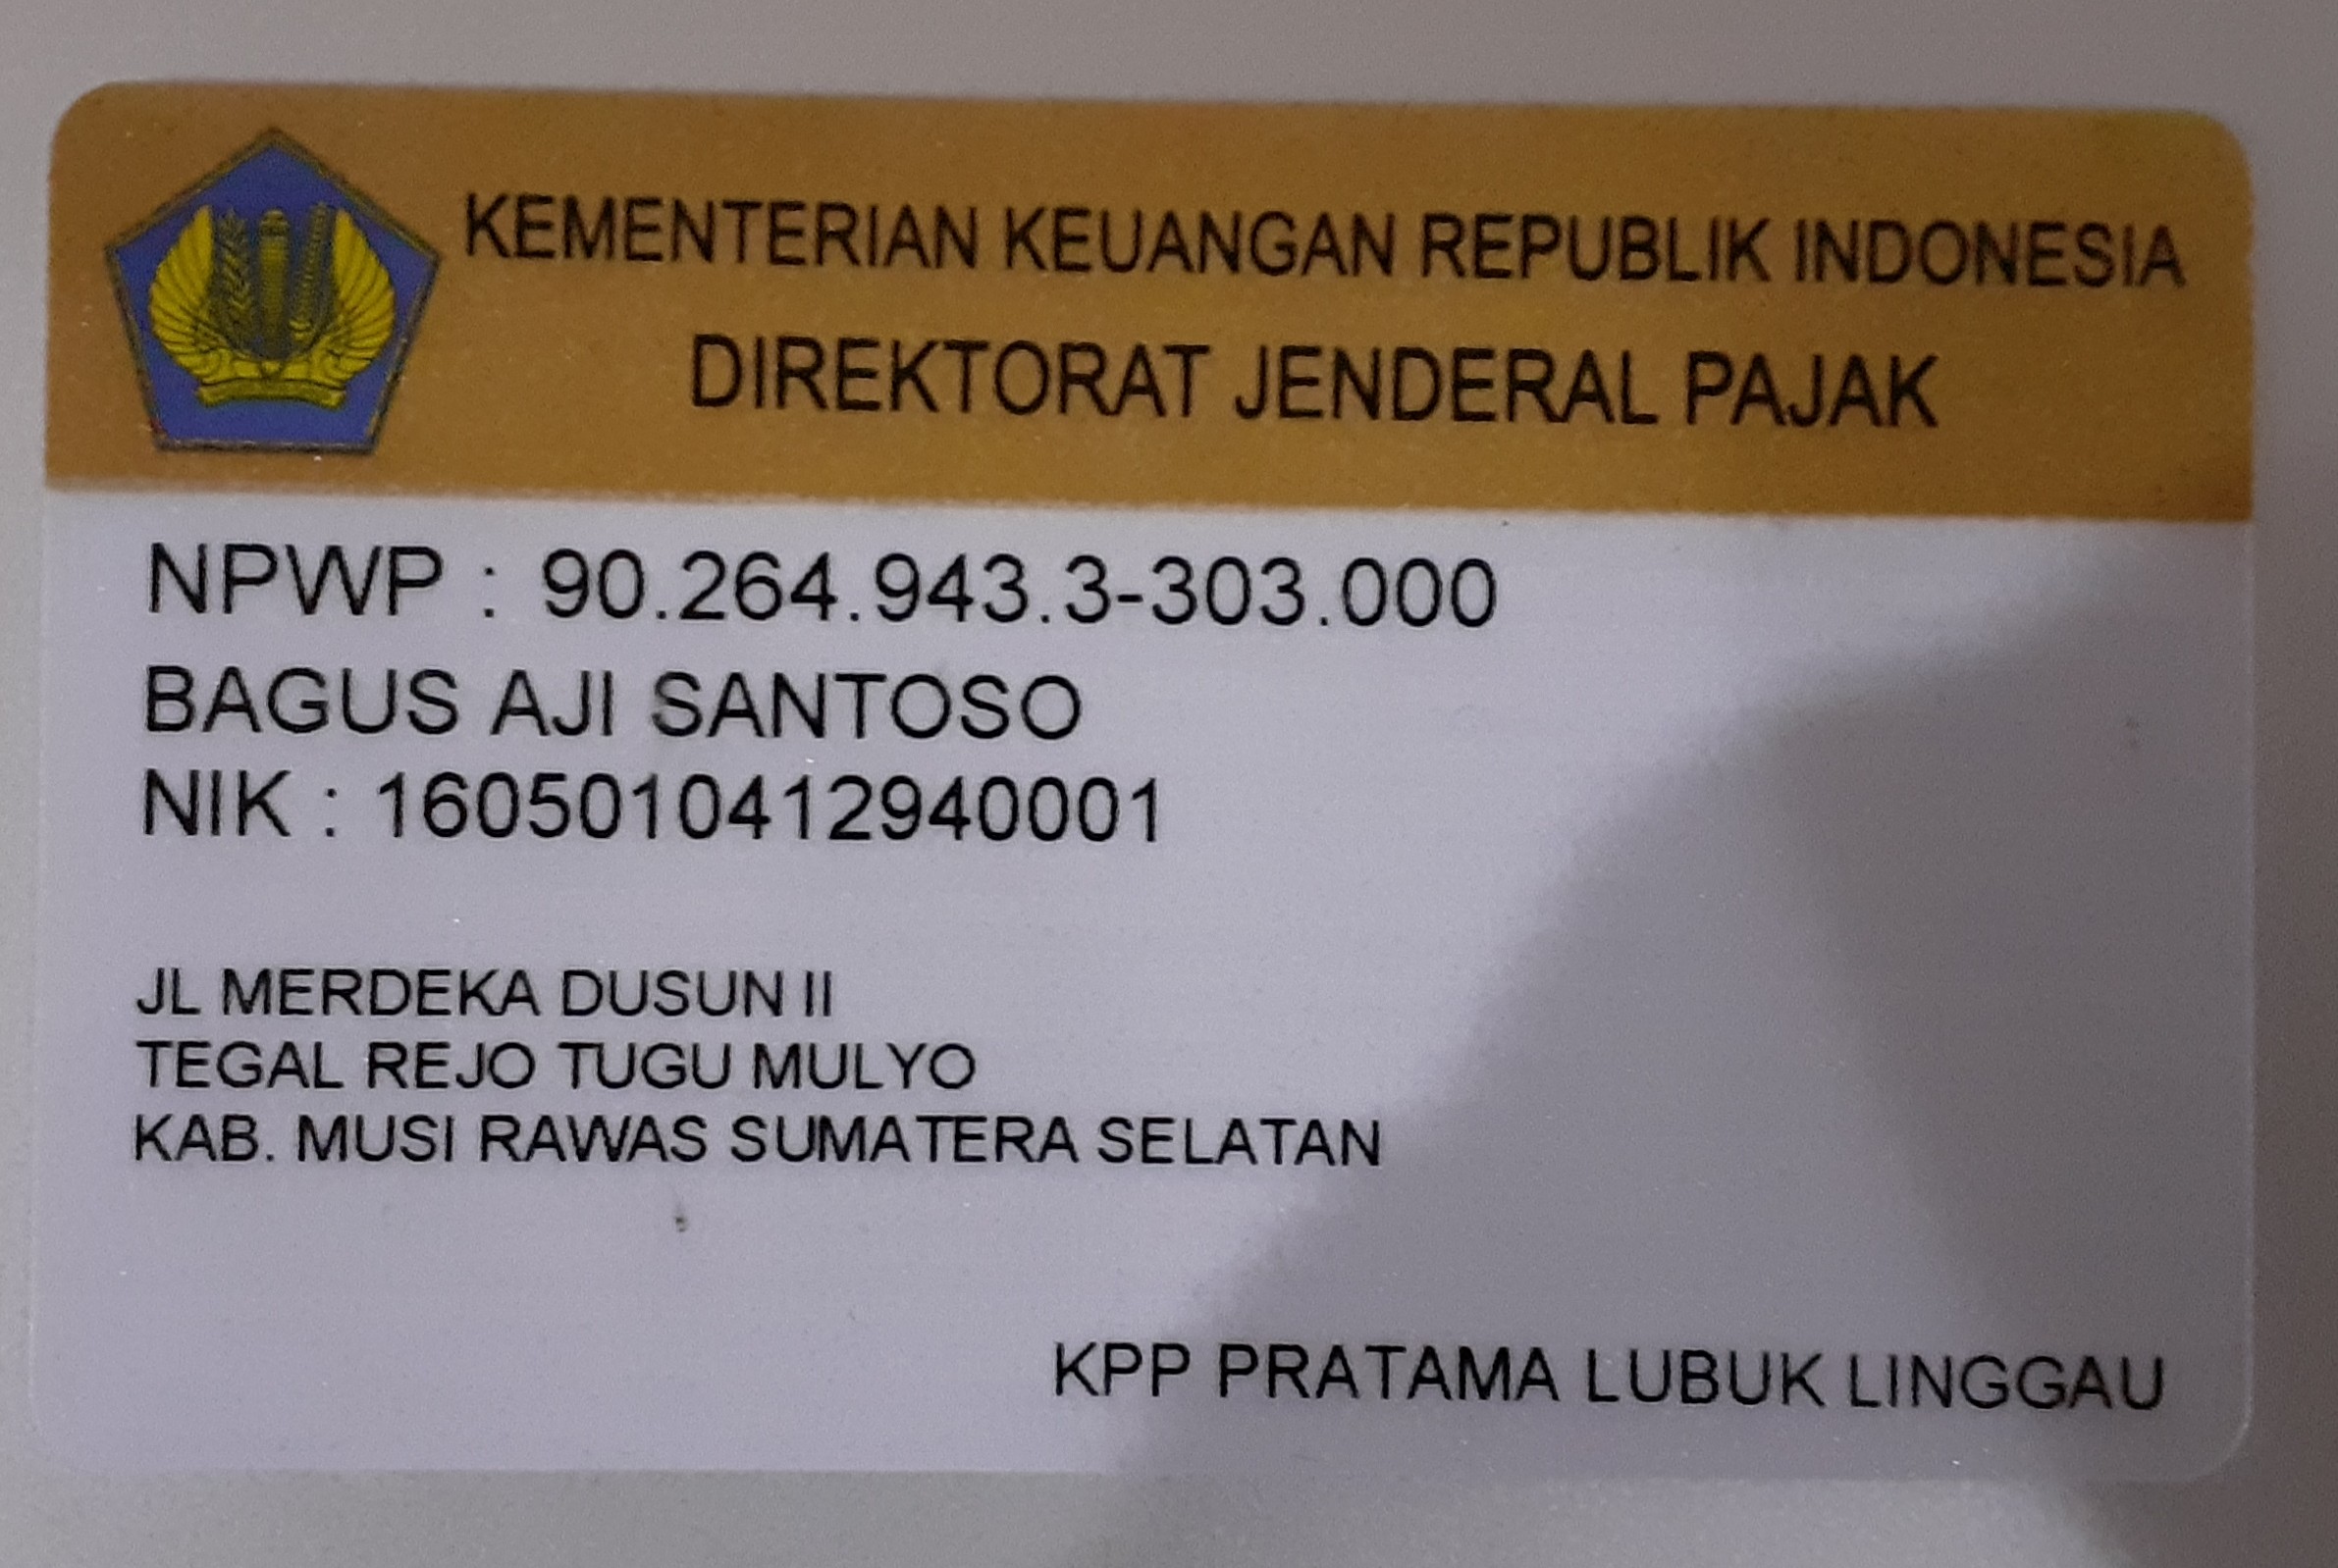 KEMENTERIAN KEUANGAN REPUBLIK INDONESIA
DIREKTORAT JENDERAL PAJAK
NPWP : 90.264.943.3-303.000
BAGUS AJI SANTOSO
NIK : 1605010412940001
JL MERDEKA DUSUN II
TEGAL REJO TUGU MULYO
KAB. MUSI RAWAS SUMATERA SELATAN
KPP PRATAMA LUBUK LINGGAU